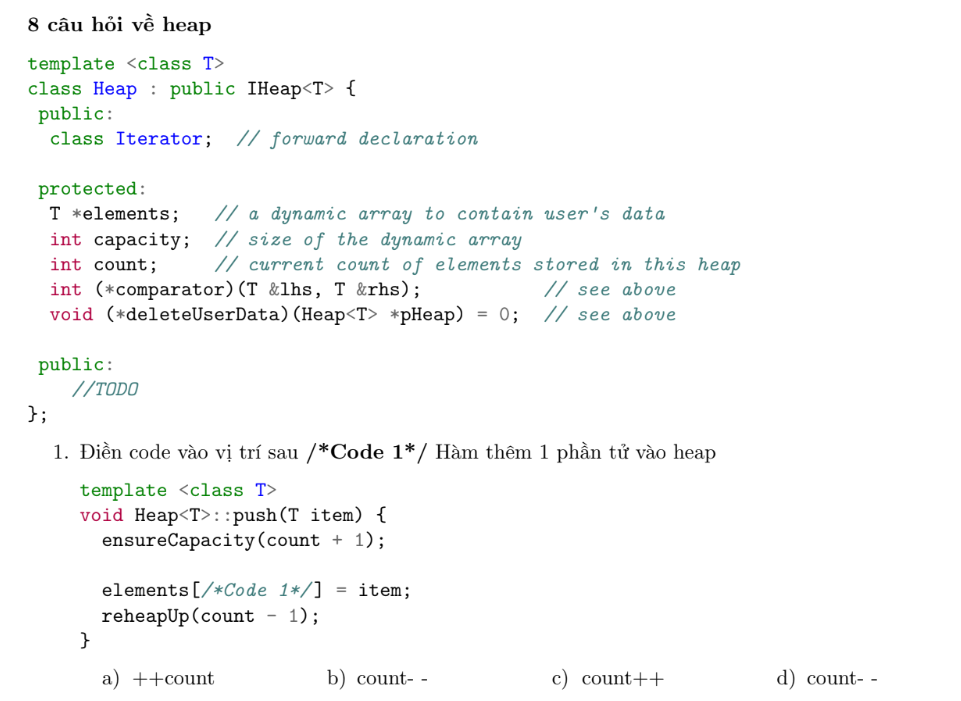 8 câu hỏi về heap
template <class T>
class Heap : public IHeap<T> {
public:
class Iterator; // forward declaration
protected:
T *elements; // a dynamic array to contain user's data
int capacity; // size of the dynamic array
int count; // current count of elements stored in this heap
int (*comparator)(T &lhs, T &rhs); // see above
void (*deleteUserData)(Heap<T> *pHeap) = 0; // see above
public:
//TODO
};
1. Điền code vào vị trí sau /*Code 1*/ Hàm thêm 1 phần tử vào heap
template <class T>
void Heap<T>::push(T item) {
ensureCapacity(count + 1);
elements[/*Code 1*/] = item;
reheapUp(count - 1);
}
a) ++count b) count- - c) count++ d) count- -